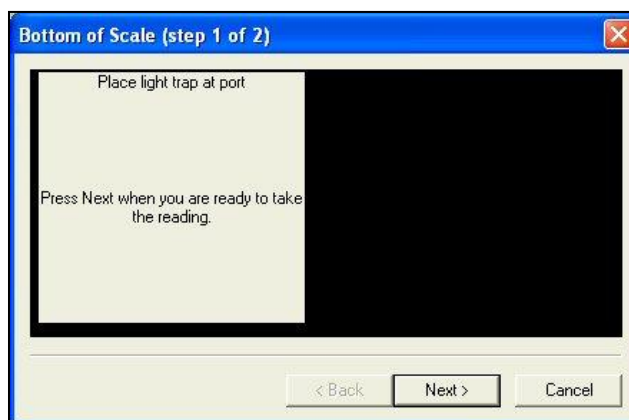 Bottom of Scale (step 1 of 2)
Place light trap at port
Press Next when you are ready to take
the reading.
< Back
Next >
Cancel